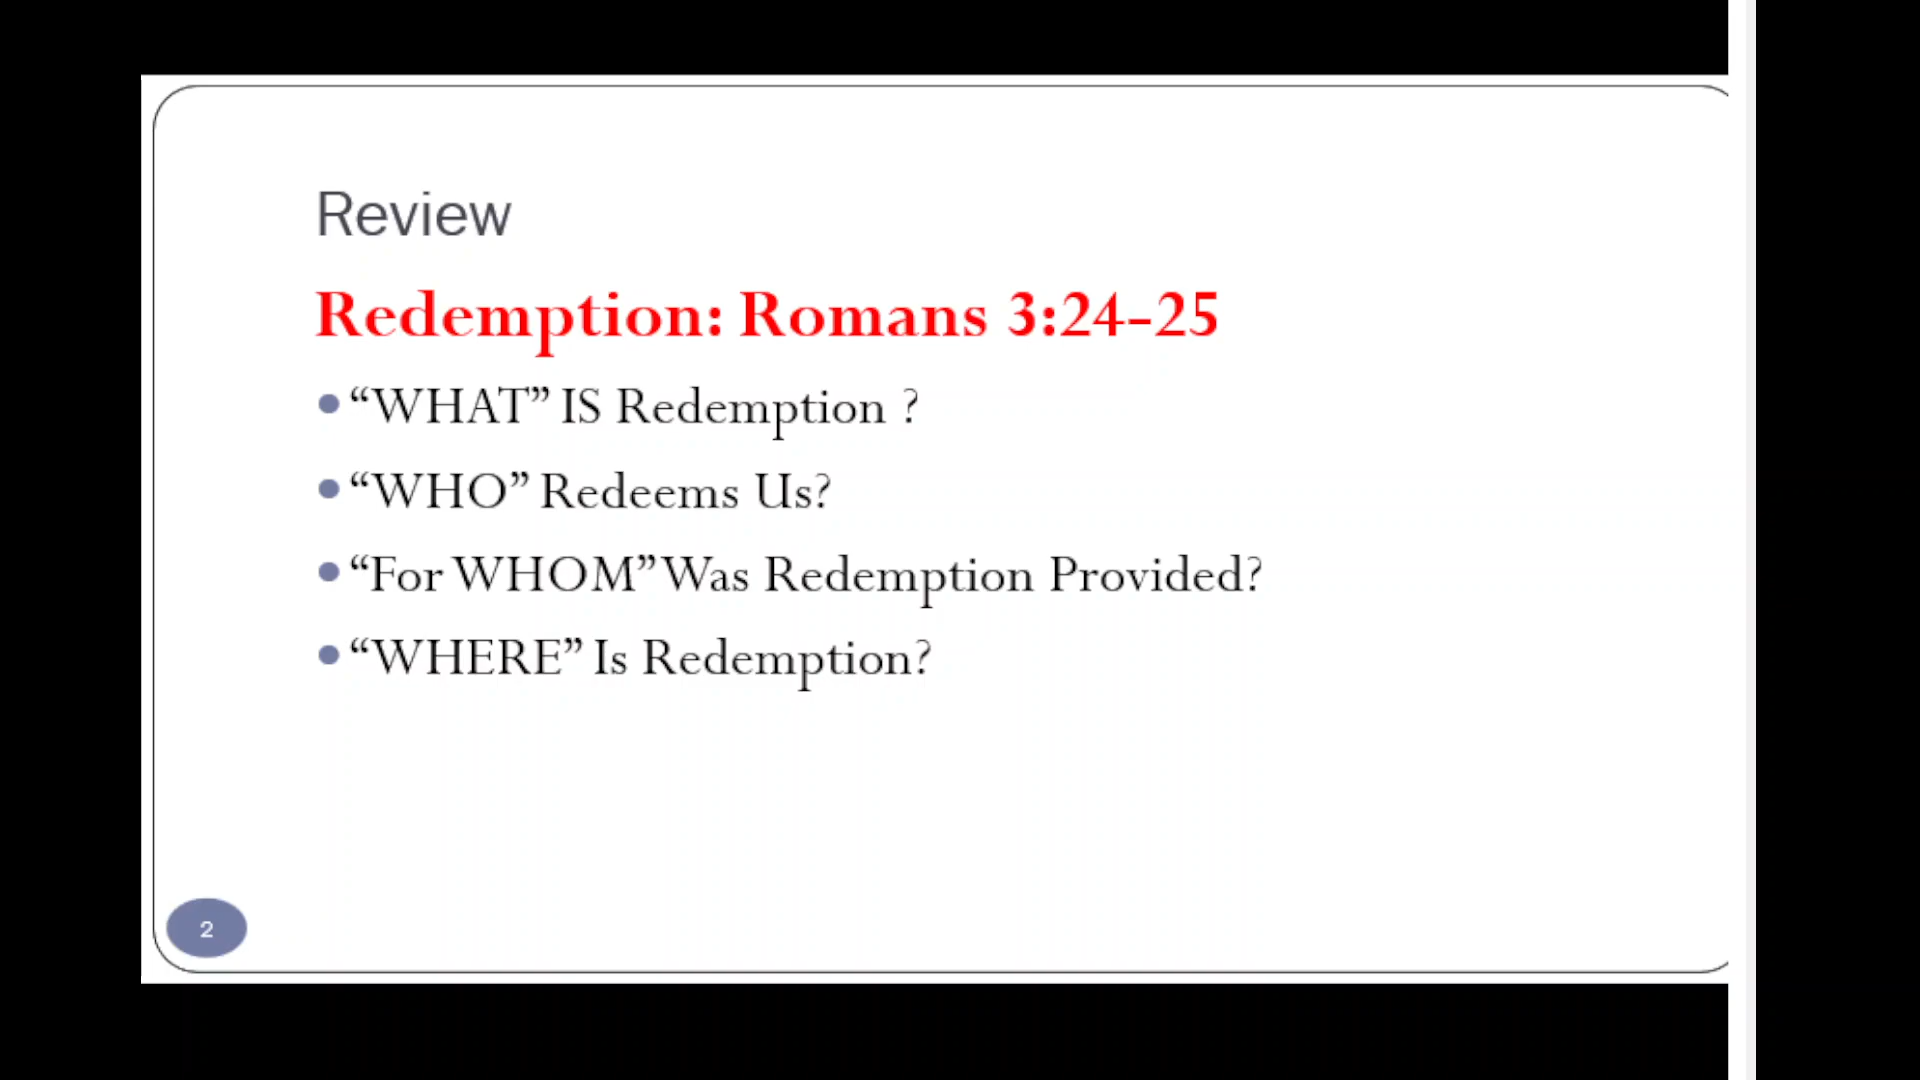 Review
Redemption: Romans 3:24-25
• “WHAT” IS Redemption ?
• “WHO” Redeems Us?
• “For WHOM” Was Redemption Provided?
• “WHERE” Is Redemption?
2